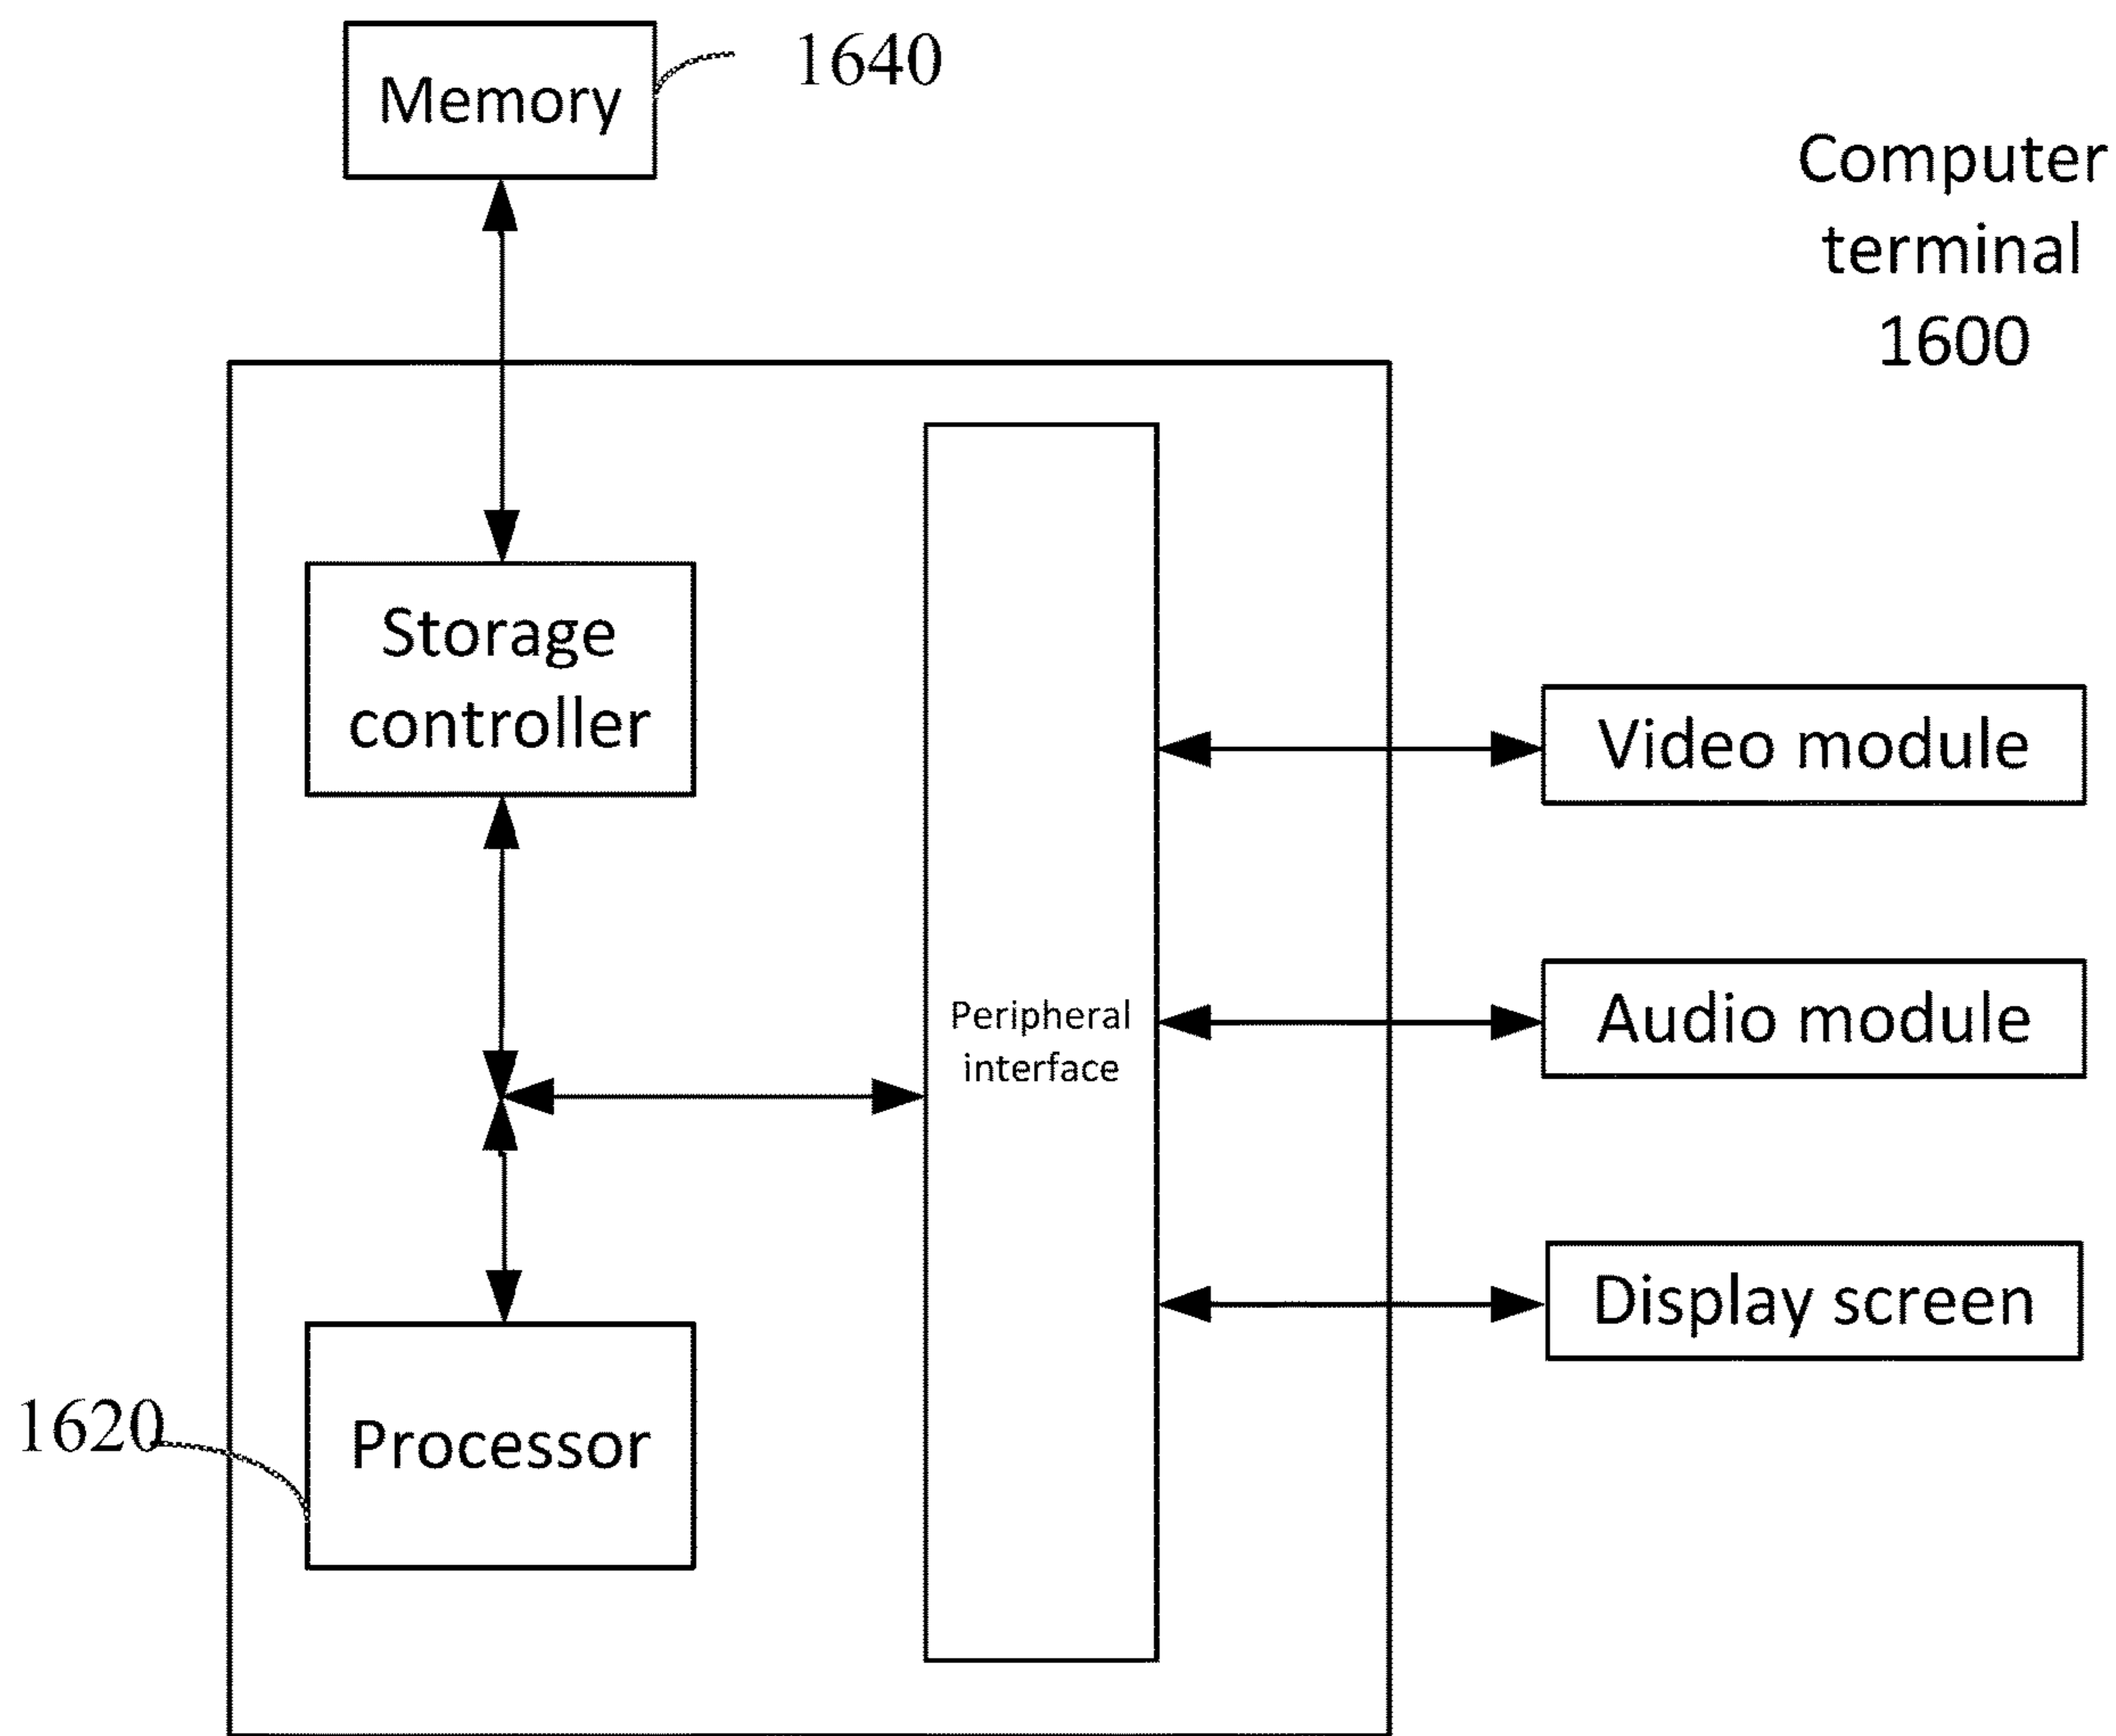 Memory
1640
Computer
terminal
1600
Storage
controller
Video module
Peripheral
interface
Audio module
Display screen
1620
Processor